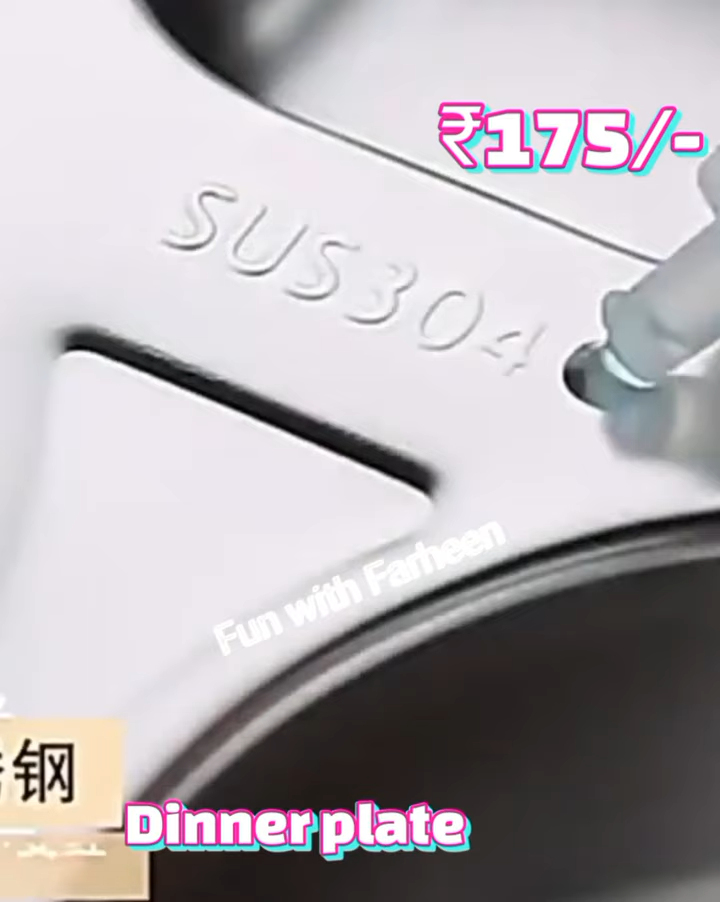 ₹175/-
SUS304
Fun with Farheen
钢
Dinner plate